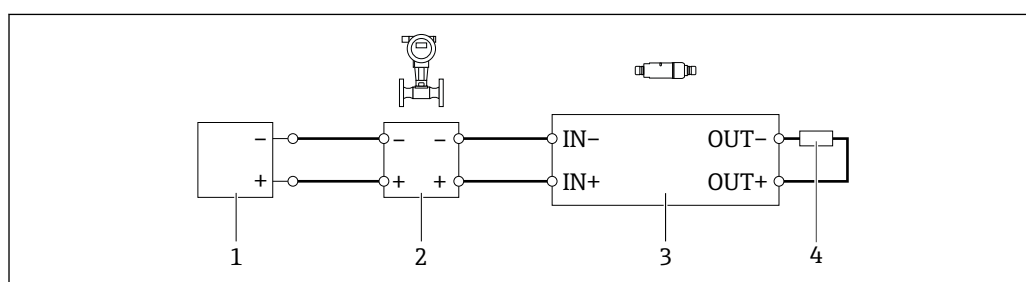 − − − IN− OUT−
+ + + IN+ OUT+
1 2 3 4